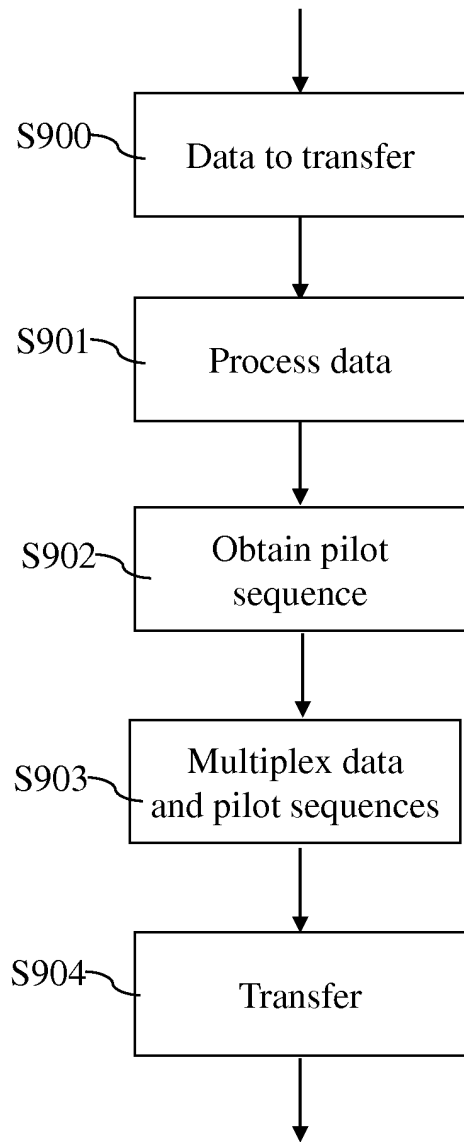 S900
Data to transfer
S901
Process data
S902
Obtain pilot
sequence
S903
Multiplex data
and pilot sequences
S904
Transfer